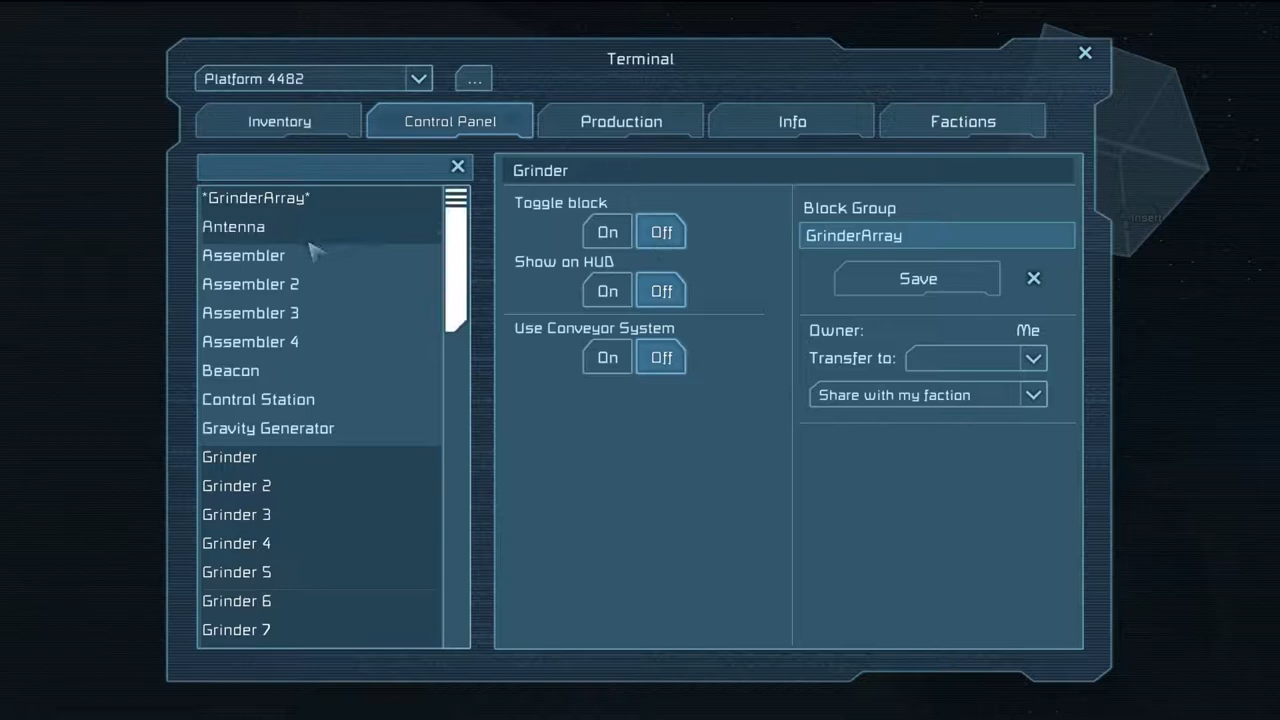 Terminal
Platform 4482
...
Inventory
Control Panel
Production
Info
Factions
*GrinderArray*
Antenna
Assembler
Assembler 2
Assembler 3
Assembler 4
Beacon
Control Station
Gravity Generator
Grinder
Grinder 2
Grinder 3
Grinder 4
Grinder 5
Grinder 6
Grinder 7
Grinder
Toggle block
On Off
Show on HUD
On Off
Use Conveyor System
On Off
Block Group
GrinderArray
Save
Owner: Me
Transfer to:
Share with my faction
Insert